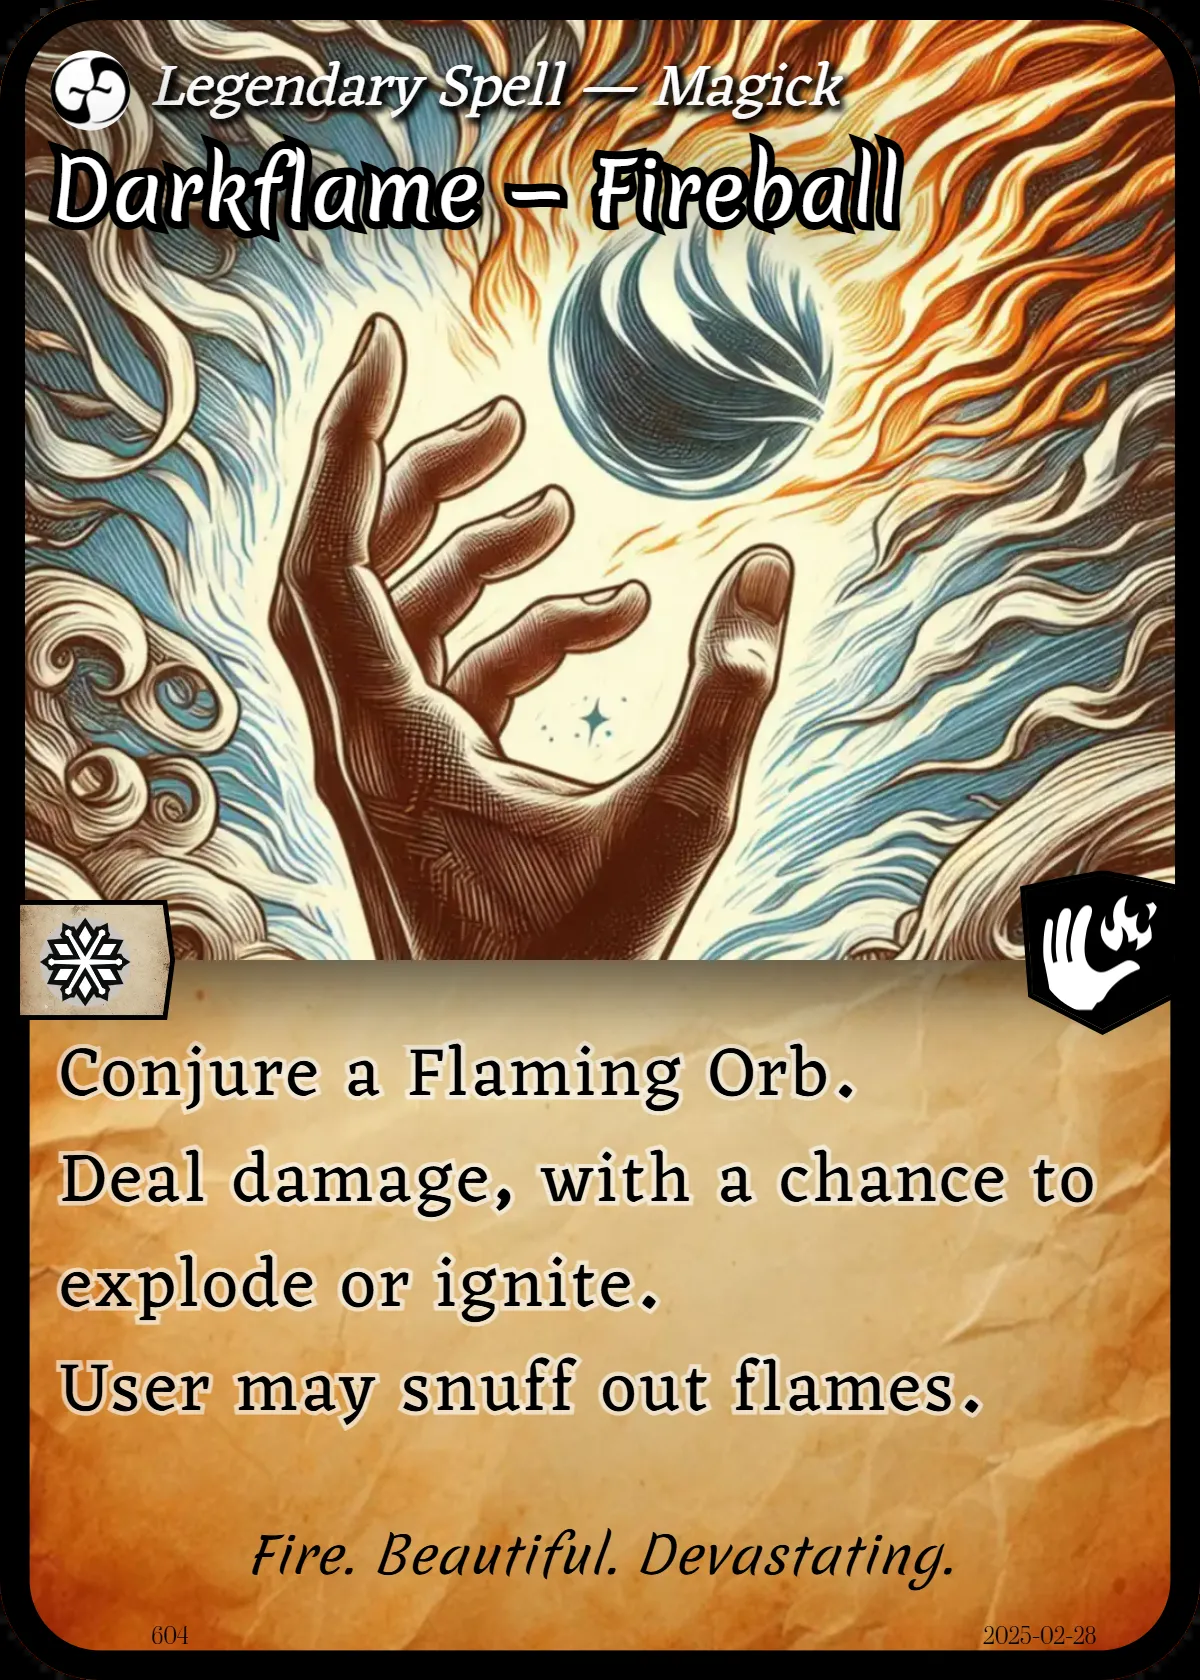 Legendary Spell — Magick
Darkflame – Fireball
Conjure a Flaming Orb.
Deal damage, with a chance to
explode or ignite.
User may snuff out flames.
Fire. Beautiful. Devastating.
604
2025-02-28